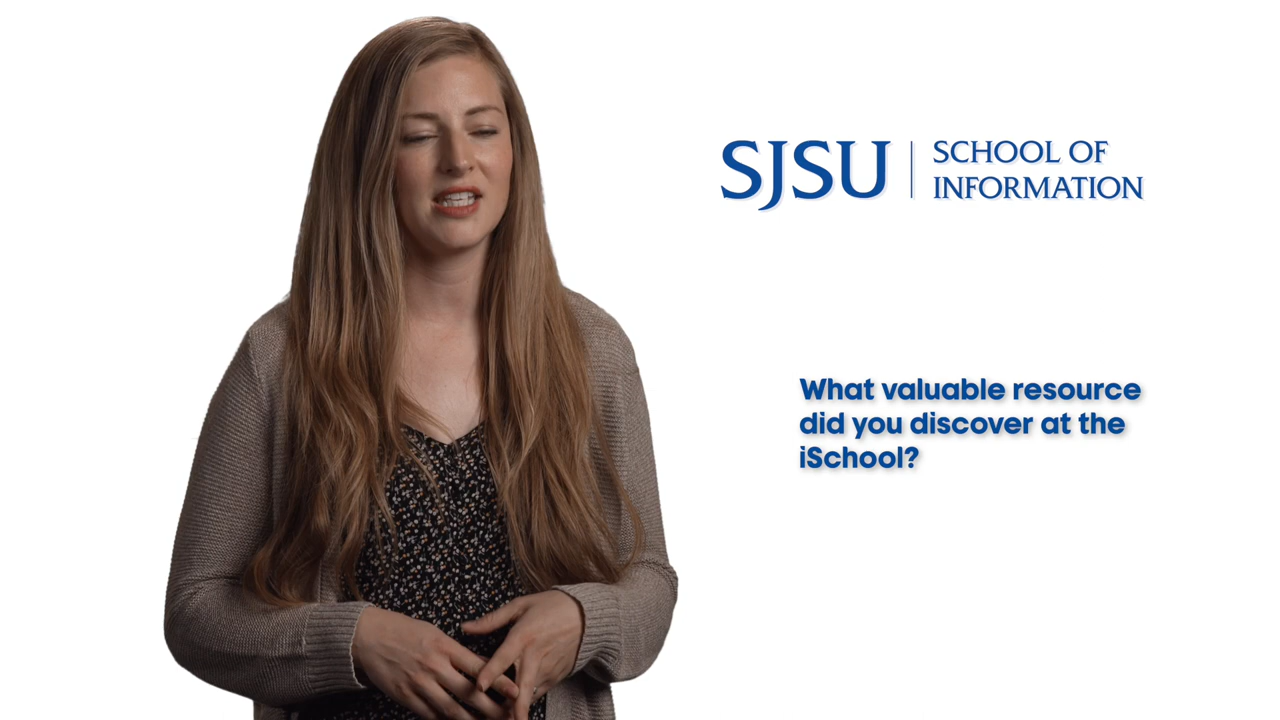 SJSU
SCHOOL OF
INFORMATION
What valuable resource
did you discover at the
iSchool?